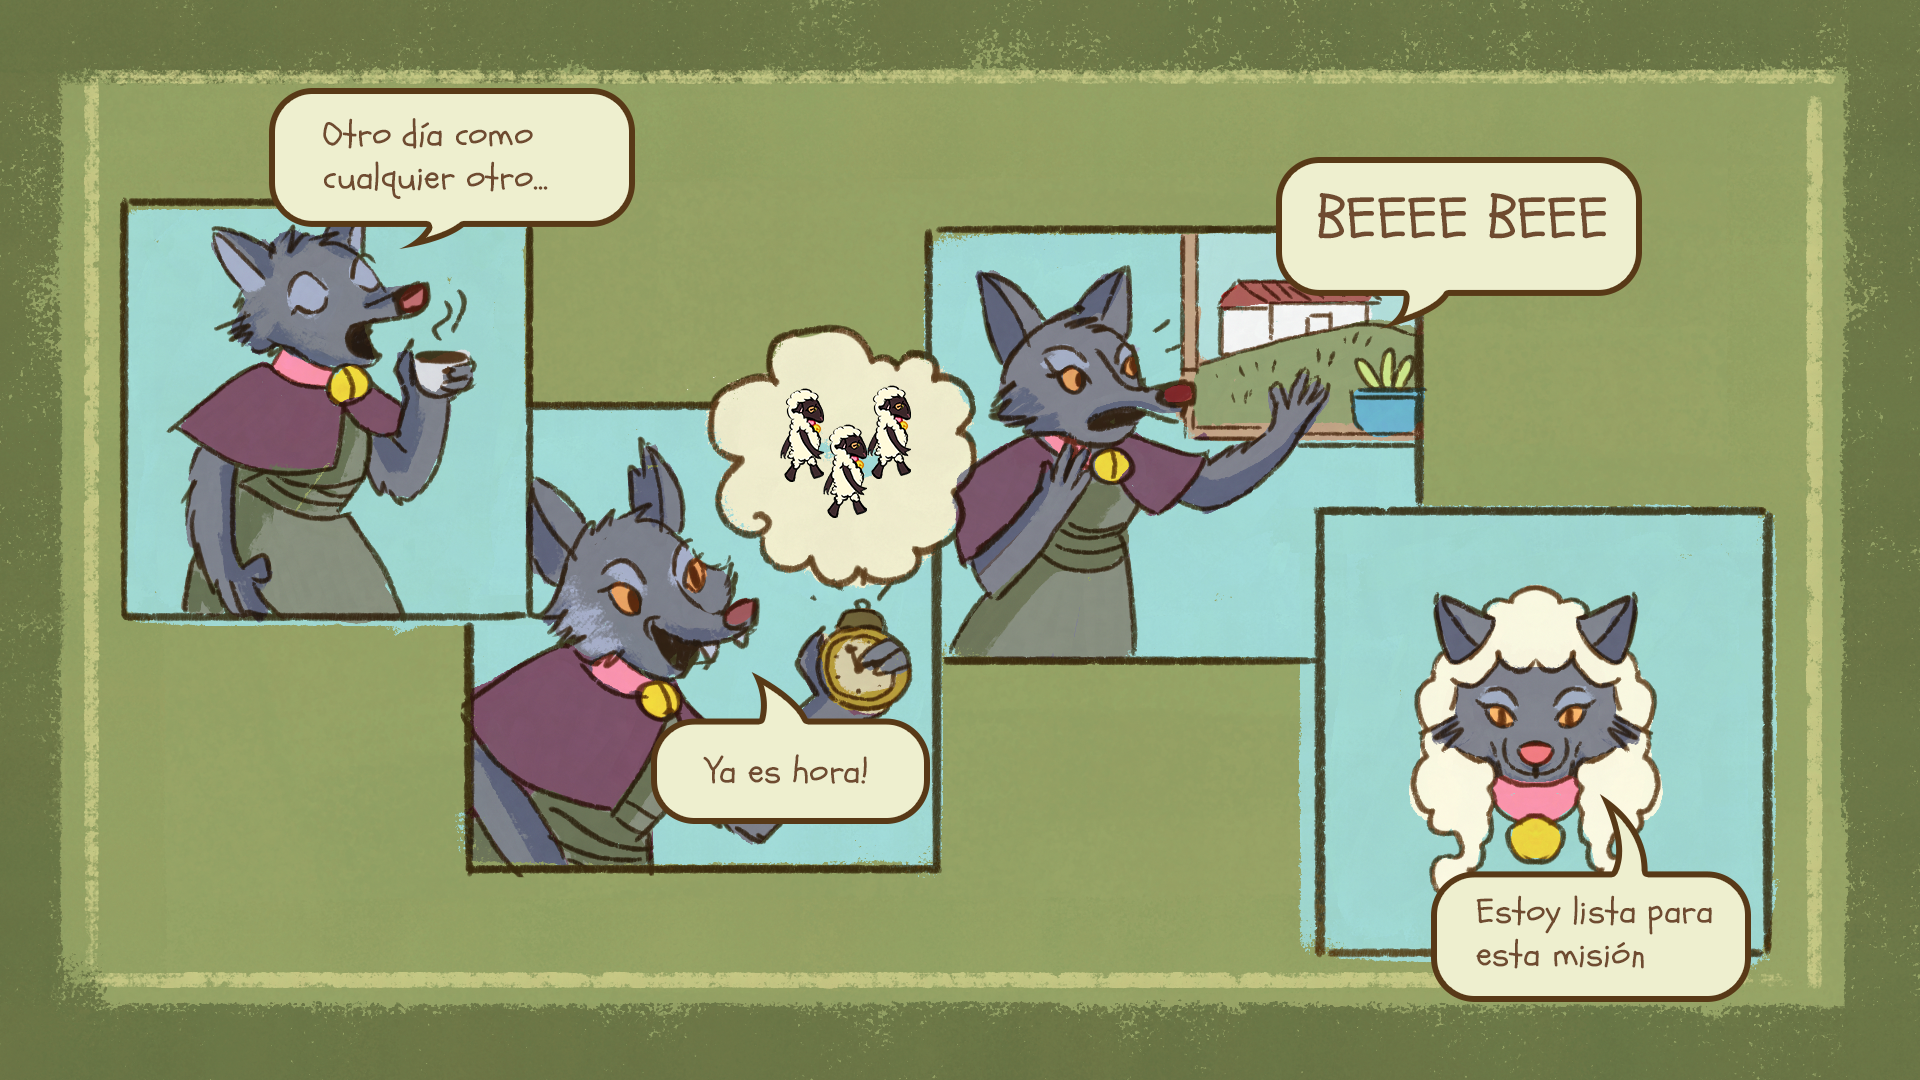 Otro día como
cualquier otro...
Ya es hora!
BEEEE BEEE
Estoy lista para
esta misión